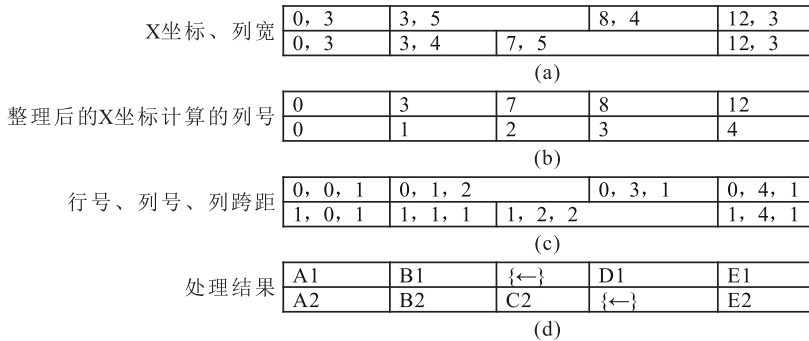 0, 3 3, 5 8, 4 12, 3
X坐标、列宽
0, 3 3, 4 7, 5 12, 3
(a)
0 3 7 8 12
整理后的X坐标计算的列号
0 1 2 3 4
(b)
0, 0, 1 0, 1, 2 0, 3, 1 0, 4, 1
行号、列号、列跨距
1, 0, 1 1, 1, 1 1, 2, 2 1, 4, 1
(c)
A1 B1 {←} D1 E1
处理结果
A2 B2 C2 {←} E2
(d)